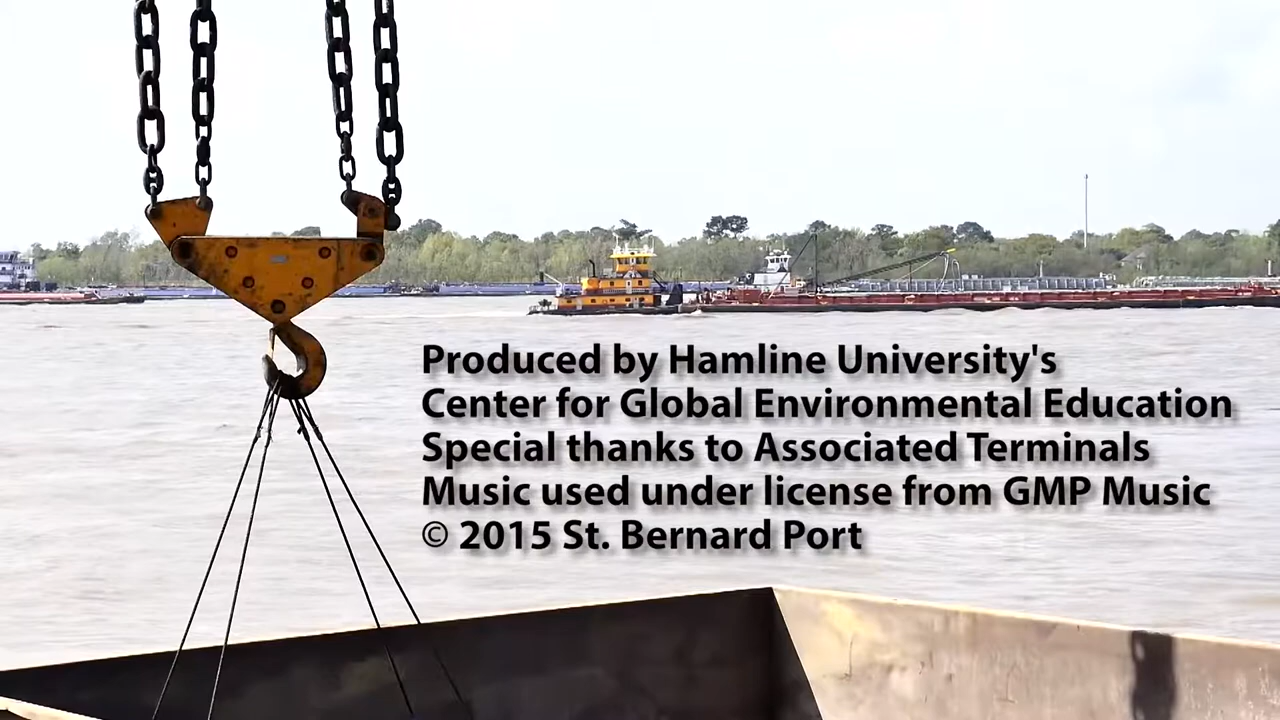 Produced by Hamline University's
Center for Global Environmental Education
Special thanks to Associated Terminals
Music used under license from GMP Music
© 2015 St. Bernard Port